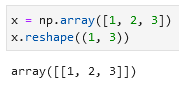 x = np.array([1, 2, 3])
x.reshape((1, 3))
array([[1, 2, 3]])